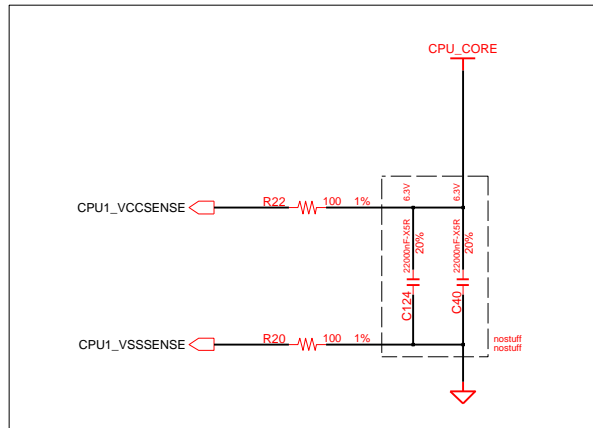 CPU_CORE
6.3V
6.3V
R22
100
1%
CPU1_VCCSENSE
22000nF-X5R
20%
22000nF-X5R
20%
C124
C40
R20
100
1%
CPU1_VSSSENSE
nostuff
nostuff